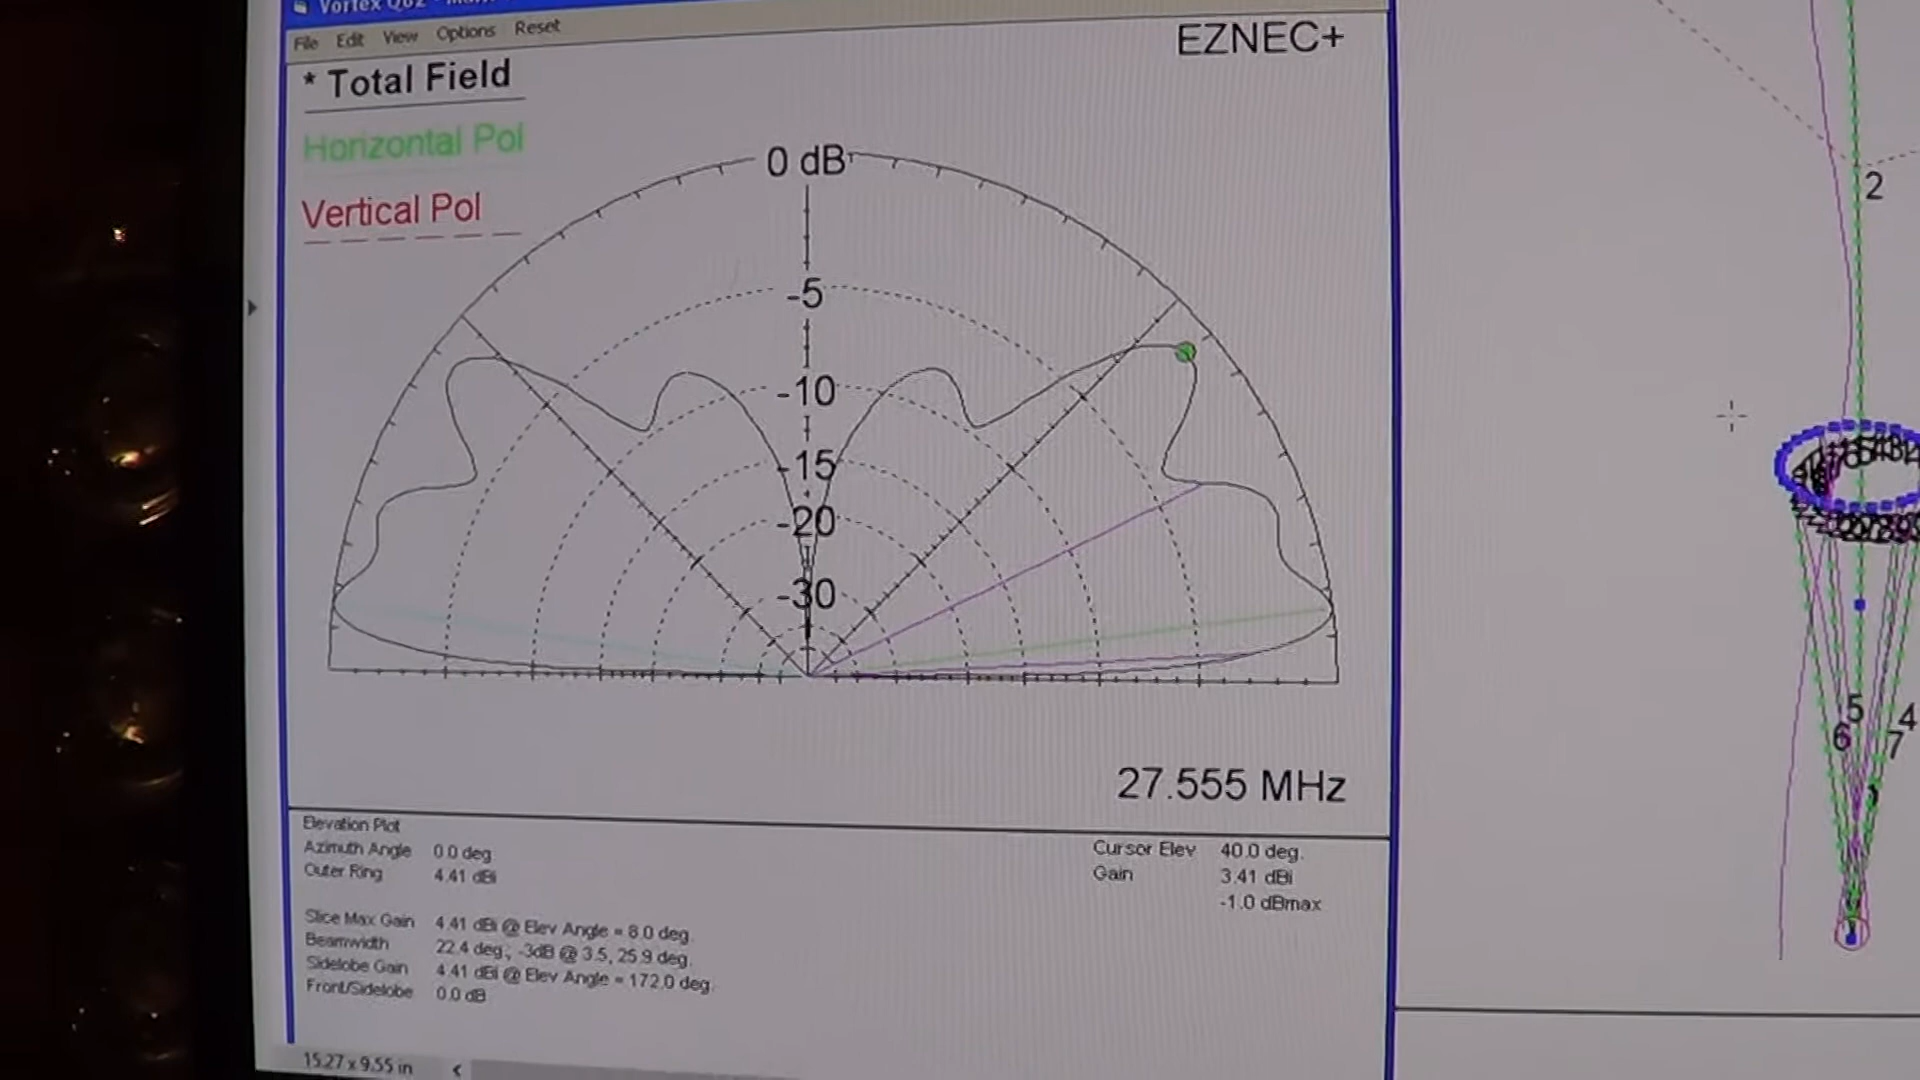 File Edit View Options Reset
EZNEC+
* Total Field
Horizontal Pol
Vertical Pol
0 dB
-5
-10
-15
-20
-30
27.555 MHz
Elevation Plot
Azimuth Angle 0.0 deg
Outer Ring 4.41 dBi
Cursor Elev 40.0 deg.
Gain 3.41 dBi
-1.0 dBmax
Slice Max Gain 4.41 dBi @ Elev Angle = 8.0 deg.
Beamwidth 22.4 deg.; -3dB @ 3.5, 25.9 deg.
Sidelobe Gain 4.41 dBi @ Elev Angle = 172.0 deg.
Front/Sidelobe 0.0 dB
15.27 x 9.55 in
2
5
4
6
7